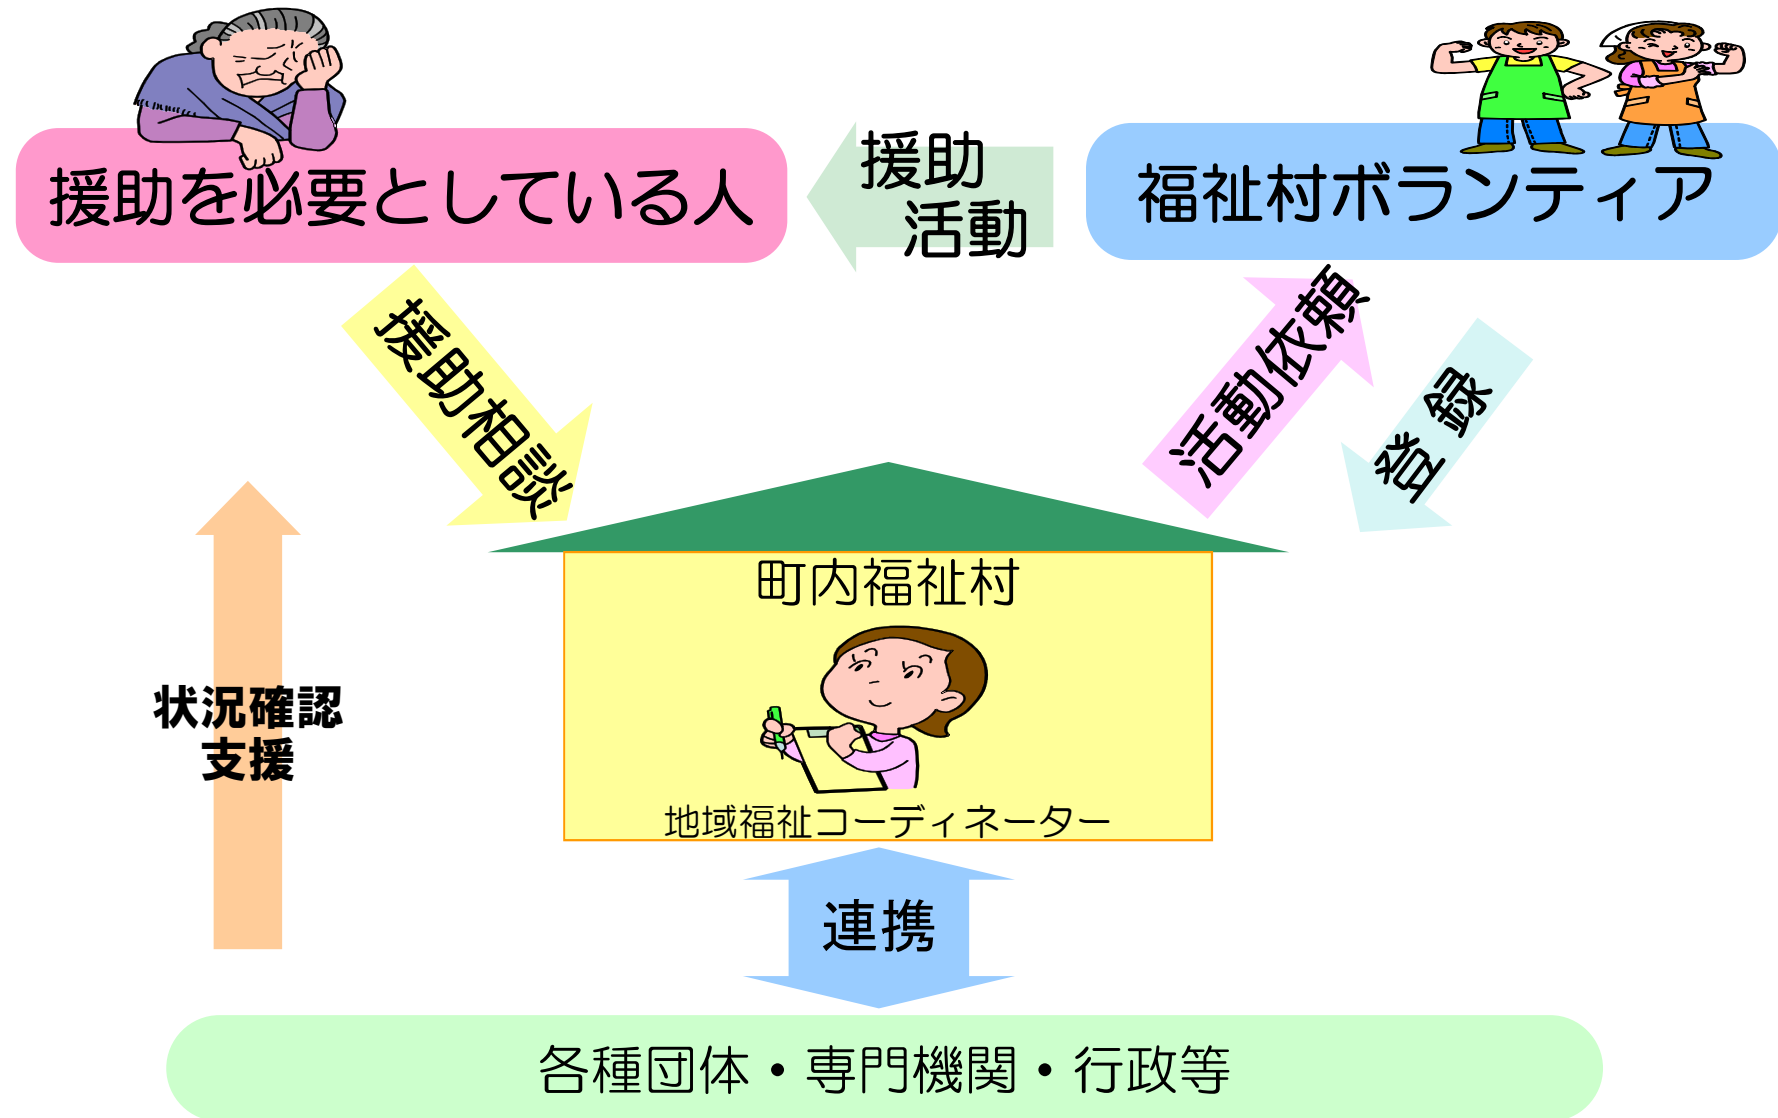 援助を必要としている人
援助
活動
福祉村ボランティア
援助相談
活動依頼
登録
町内福祉村
地域福祉コーディネーター
状況確認
支援
連携
各種団体・専門機関・行政等